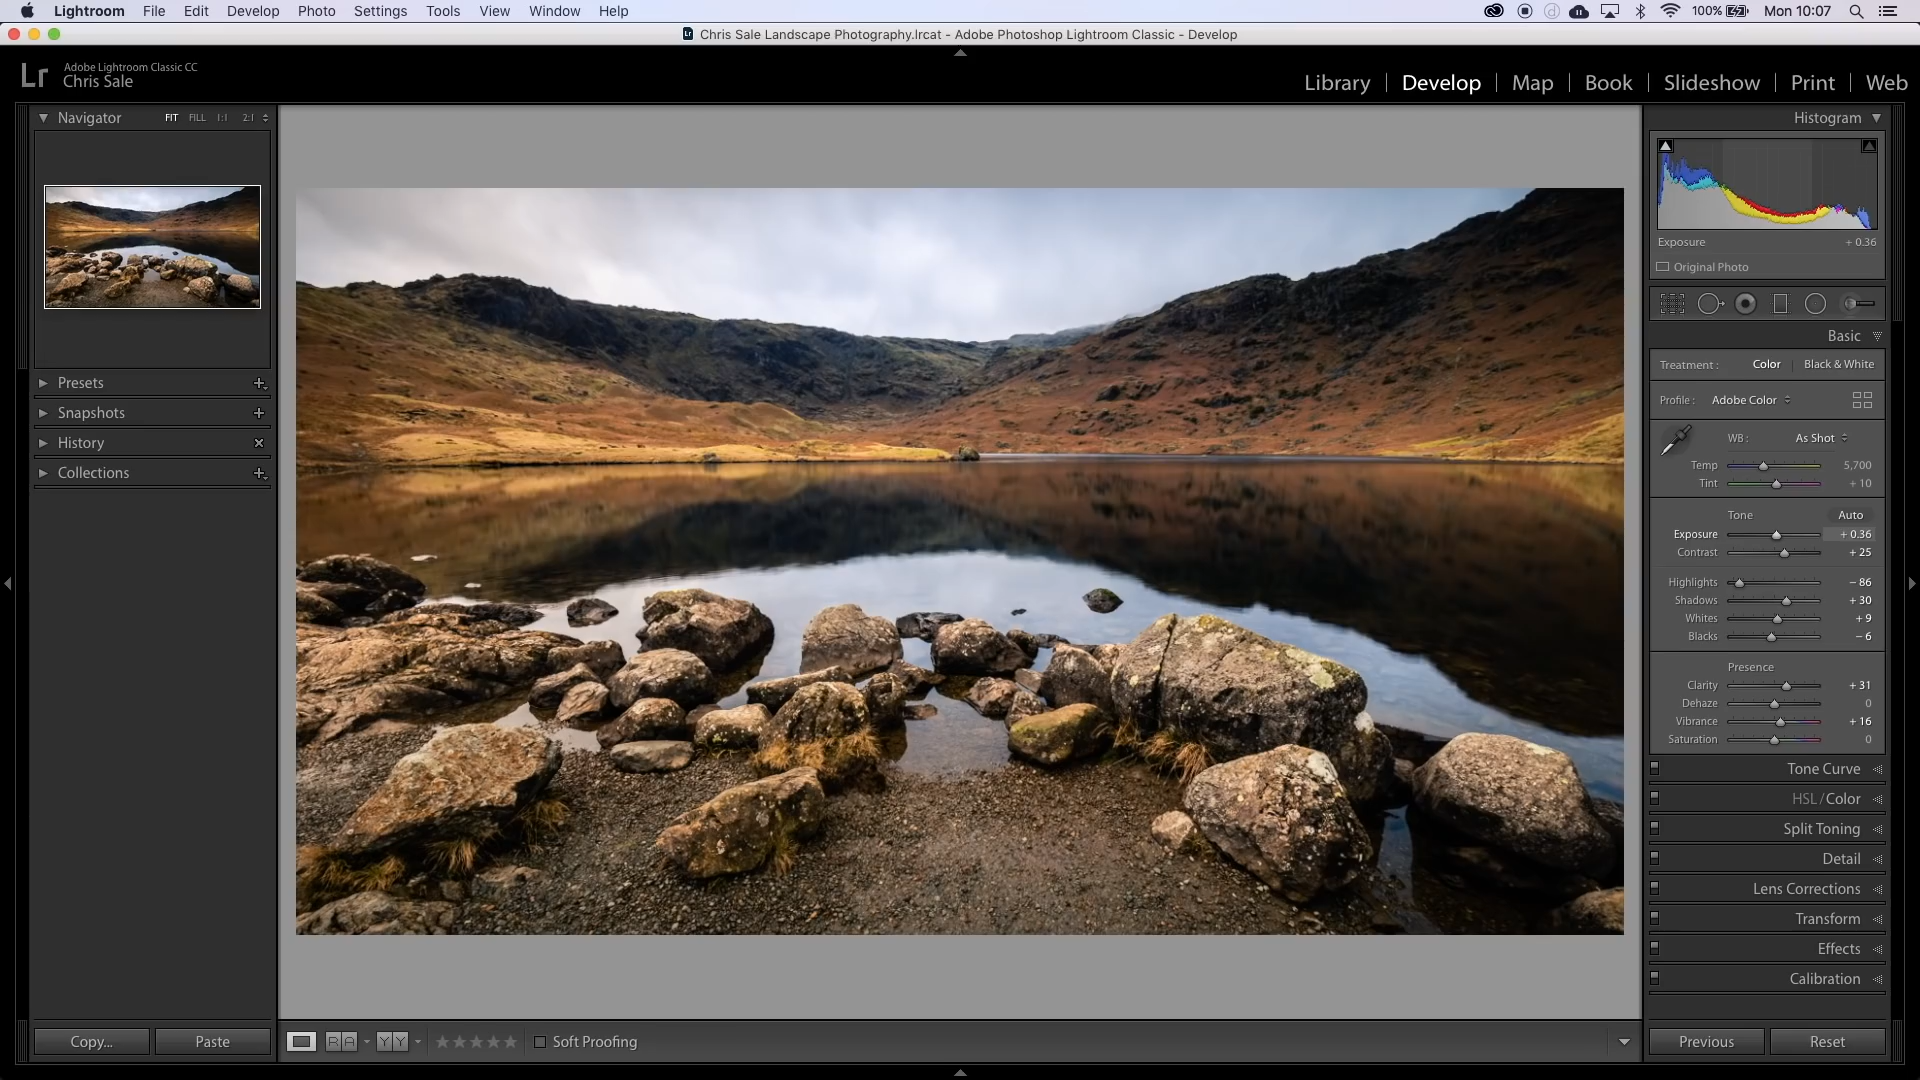 Lightroom File Edit Develop Photo Settings Tools View Window Help 100% Mon 10:07
Lr Chris Sale Landscape Photography.lrcat - Adobe Photoshop Lightroom Classic - Develop
Lr Adobe Lightroom Classic CC
Chris Sale
Library | Develop | Map | Book | Slideshow | Print | Web
Navigator FIT FILL 1:1 2:1
Presets
Snapshots
History
Collections
Copy... Paste
R A Y Y Soft Proofing
Histogram
Exposure + 0.36
Original Photo
Basic
Treatment : Color | Black & White
Profile : Adobe Color
WB : As Shot
Temp 5,700
Tint + 10
Tone Auto
Exposure + 0.36
Contrast + 25
Highlights − 86
Shadows + 30
Whites + 9
Blacks − 6
Presence
Clarity + 31
Dehaze 0
Vibrance + 16
Saturation 0
Tone Curve
HSL / Color
Split Toning
Detail
Lens Corrections
Transform
Effects
Calibration
Previous Reset